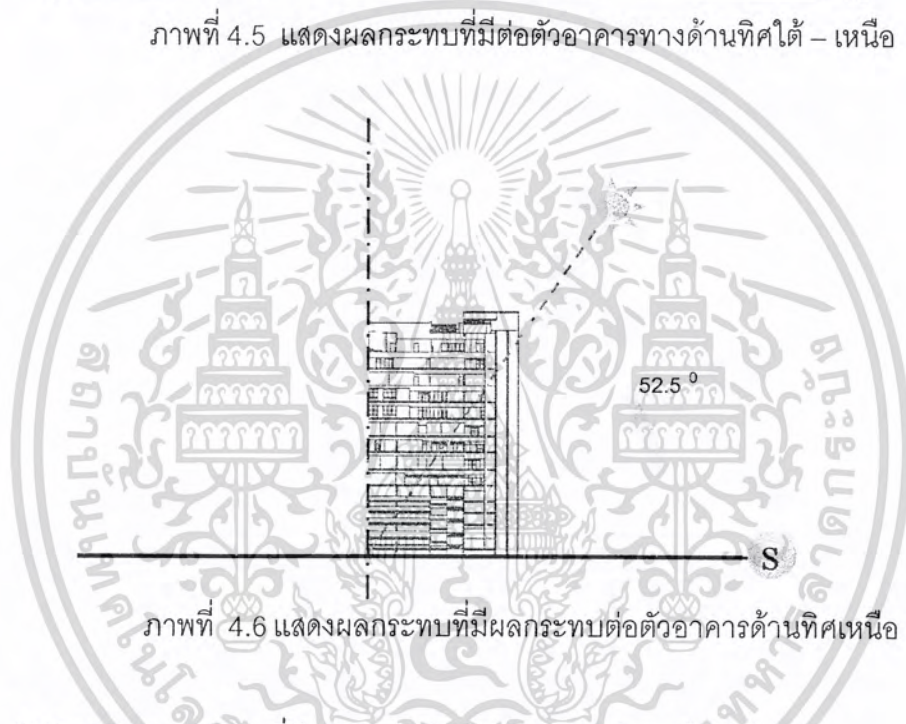 ภาพที่ 4.5 แสดงผลกระทบที่มีต่อตัวอาคารทางด้านทิศใต้ – เหนือ
52.5 ⁰
S
ภาพที่ 4.6 แสดงผลกระทบที่มีผลกระทบต่อตัวอาคารด้านทิศเหนือ